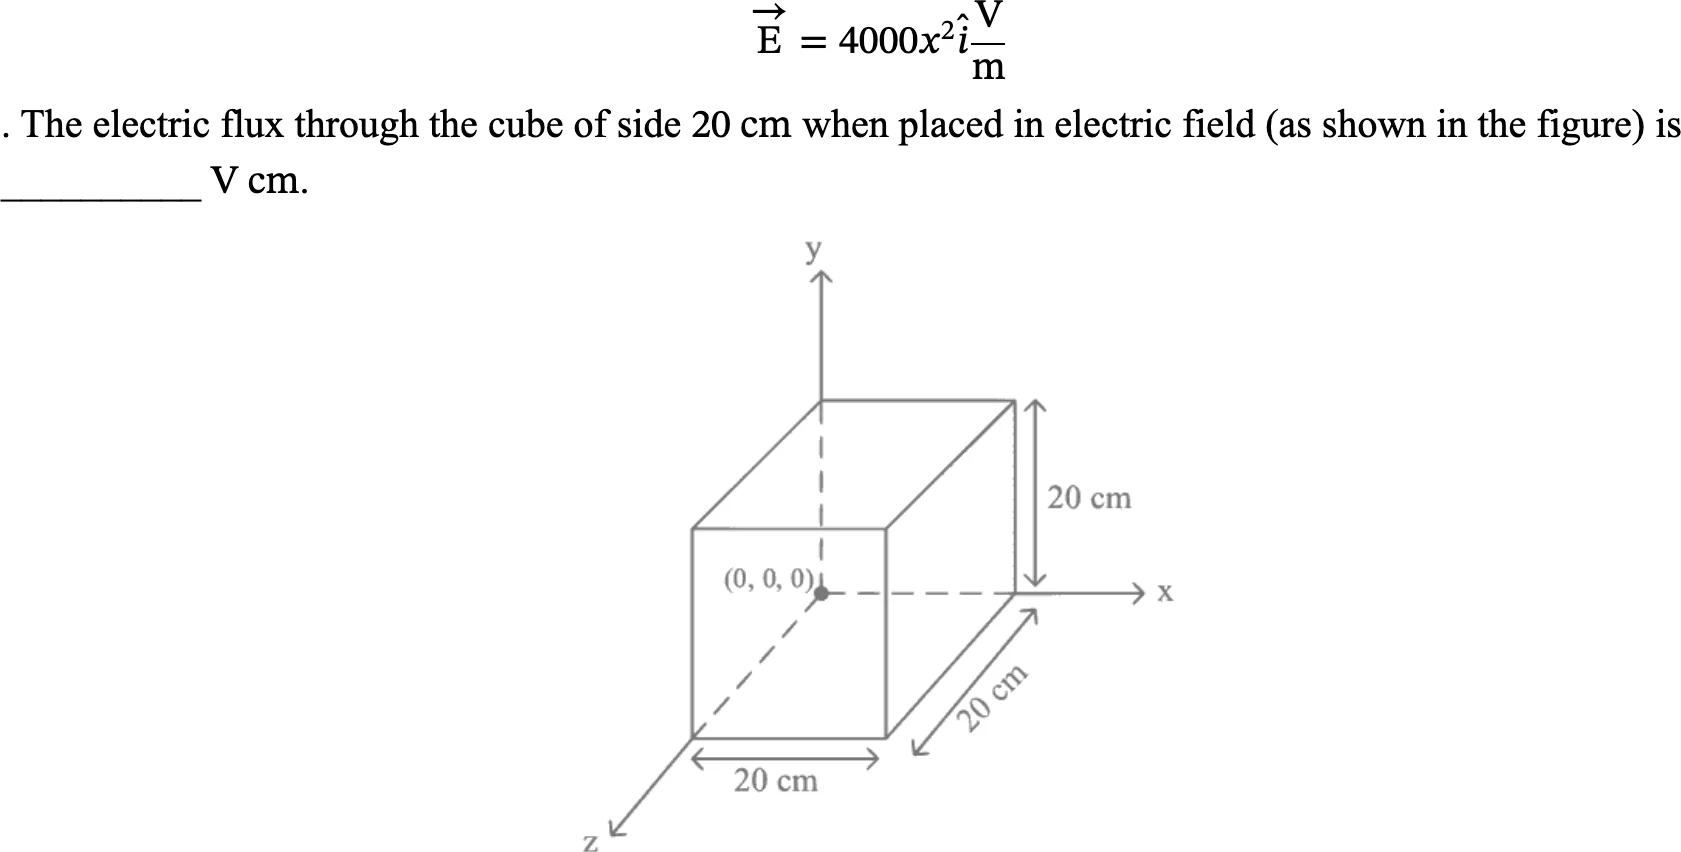 E⃗ = 4000x² î V/m
. The electric flux through the cube of side 20 cm when placed in electric field (as shown in the figure) is
__________ V cm.
y
20 cm
(0, 0, 0)
x
20 cm
20 cm
z